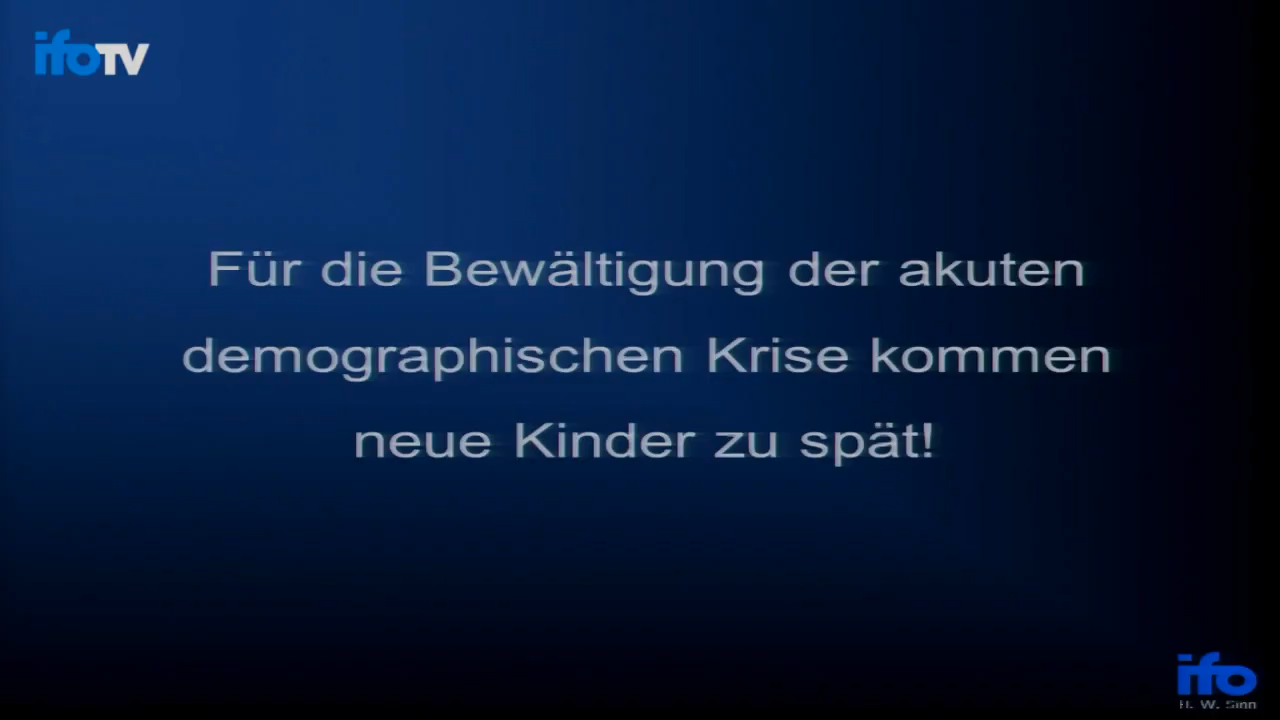 ifoTV
Für die Bewältigung der akuten
demographischen Krise kommen
neue Kinder zu spät!
ifo
H. W. Sinn